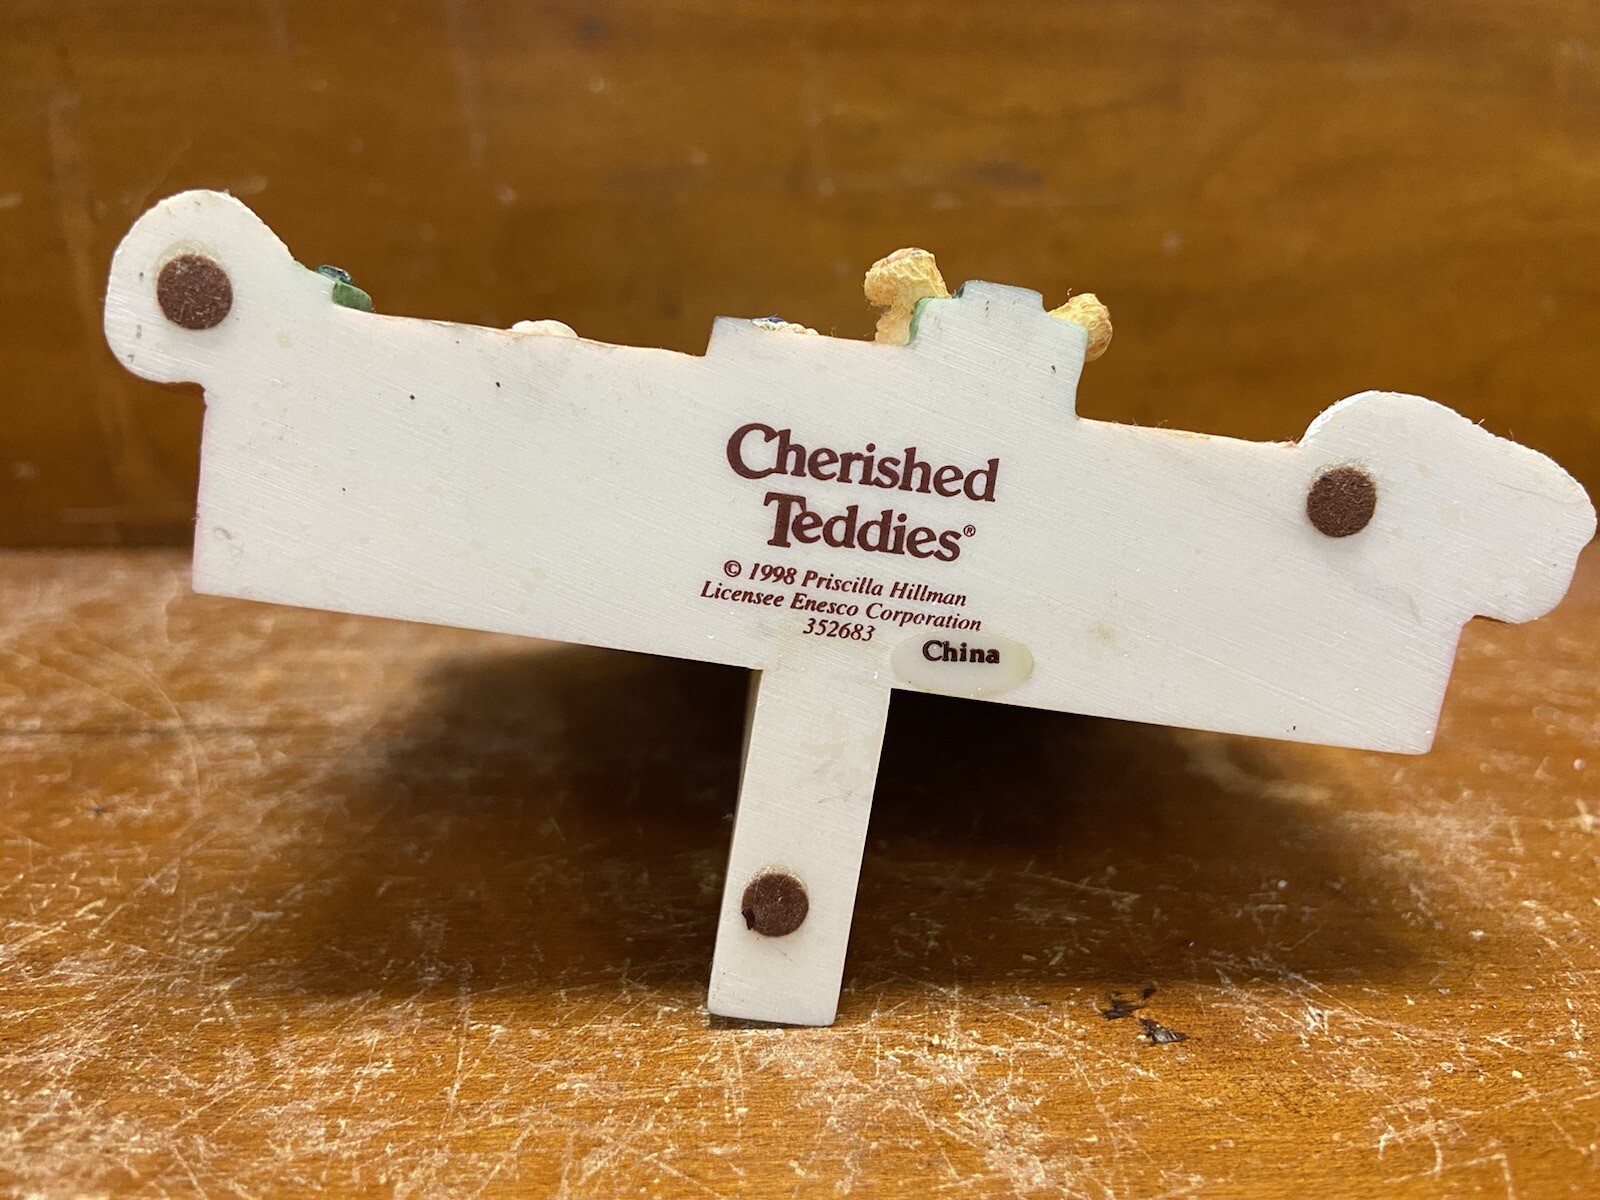 Cherished
Teddies®
© 1998 Priscilla Hillman
Licensee Enesco Corporation
352683
China